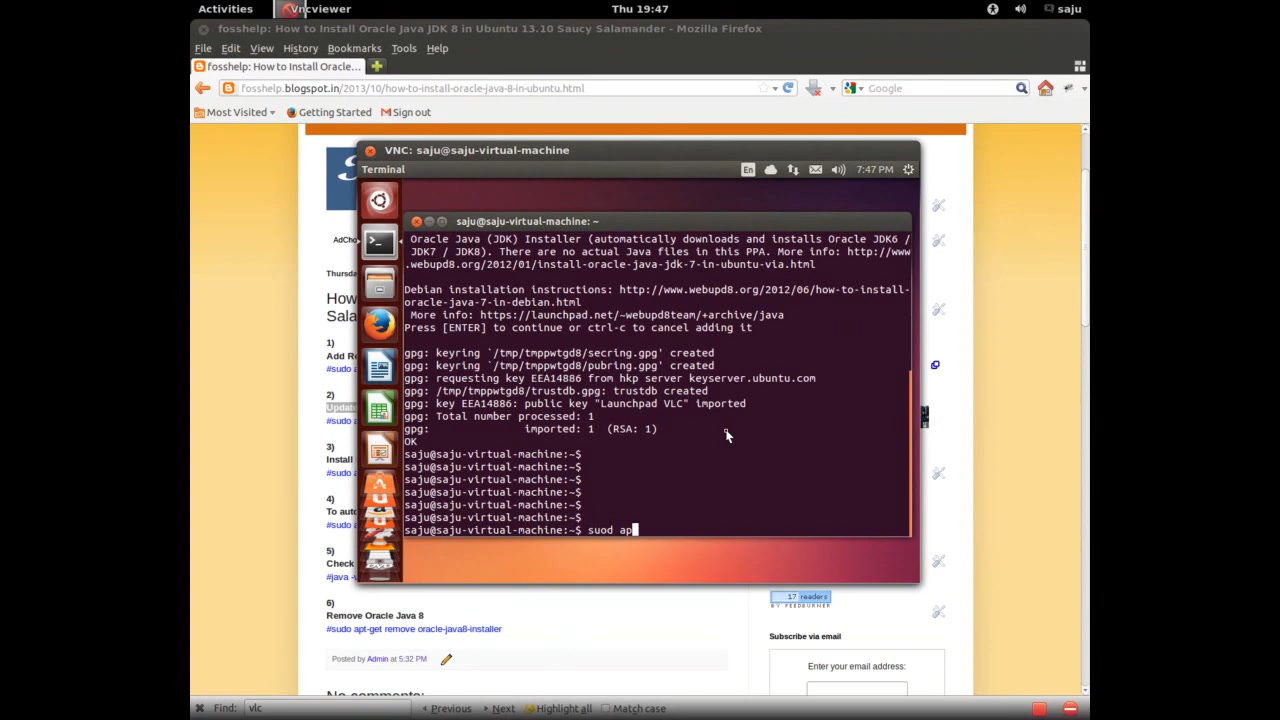 Activities
Vncviewer
Thu 19:47
saju
fosshelp: How to Install Oracle Java JDK 8 in Ubuntu 13.10 Saucy Salamander - Mozilla Firefox
File Edit View History Bookmarks Tools Help
fosshelp: How to Install Oracle...
fosshelp.blogspot.in/2013/10/how-to-install-oracle-java-8-in-ubuntu.html
Google
Most Visited
Getting Started
Sign out
VNC: saju@saju-virtual-machine
Terminal
En
7:47 PM
saju@saju-virtual-machine: ~
Oracle Java (JDK) Installer (automatically downloads and installs Oracle JDK6 /
JDK7 / JDK8). There are no actual Java files in this PPA. More info: http://www
.webupd8.org/2012/01/install-oracle-java-jdk-7-in-ubuntu-via.html
Debian installation instructions: http://www.webupd8.org/2012/06/how-to-install-
oracle-java-7-in-debian.html
More info: https://launchpad.net/~webupd8team/+archive/java
Press [ENTER] to continue or ctrl-c to cancel adding it
gpg: keyring `/tmp/tmppwtgd8/secring.gpg' created
gpg: keyring `/tmp/tmppwtgd8/pubring.gpg' created
gpg: requesting key EEA14886 from hkp server keyserver.ubuntu.com
gpg: /tmp/tmppwtgd8/trustdb.gpg: trustdb created
gpg: key EEA14886: public key "Launchpad VLC" imported
gpg: Total number processed: 1
gpg: imported: 1 (RSA: 1)
OK
saju@saju-virtual-machine:~$
saju@saju-virtual-machine:~$
saju@saju-virtual-machine:~$
saju@saju-virtual-machine:~$
saju@saju-virtual-machine:~$
saju@saju-virtual-machine:~$
saju@saju-virtual-machine:~$ suod ap
AdCho
Thursda
How
Sala
1)
Add Re
#sudo a
2)
Updat
#sudo a
3)
Install
#sudo a
4)
To auto
#sudo a
5)
Check
#java -v
6)
Remove Oracle Java 8
#sudo apt-get remove oracle-java8-installer
Posted by Admin at 5:32 PM
No comments:
17 readers
BY FEEDBURNER
Subscribe via email
Enter your email address:
Find: vlc
Previous
Next
Highlight all
Match case